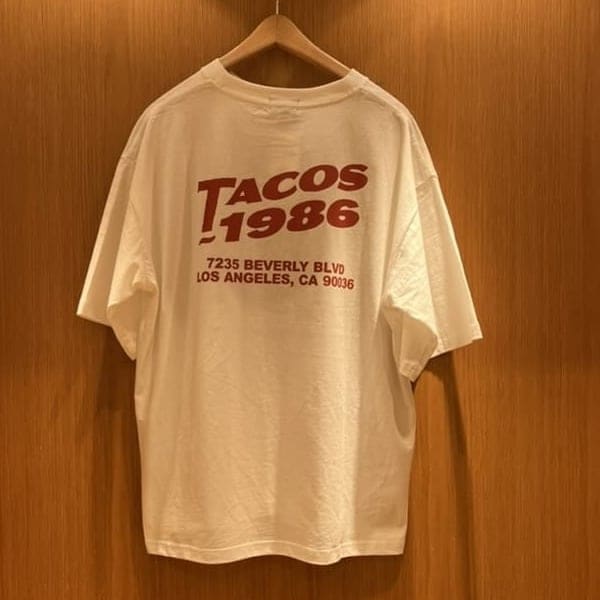 TACOS
1986
7235 BEVERLY BLVD
LOS ANGELES, CA 90036